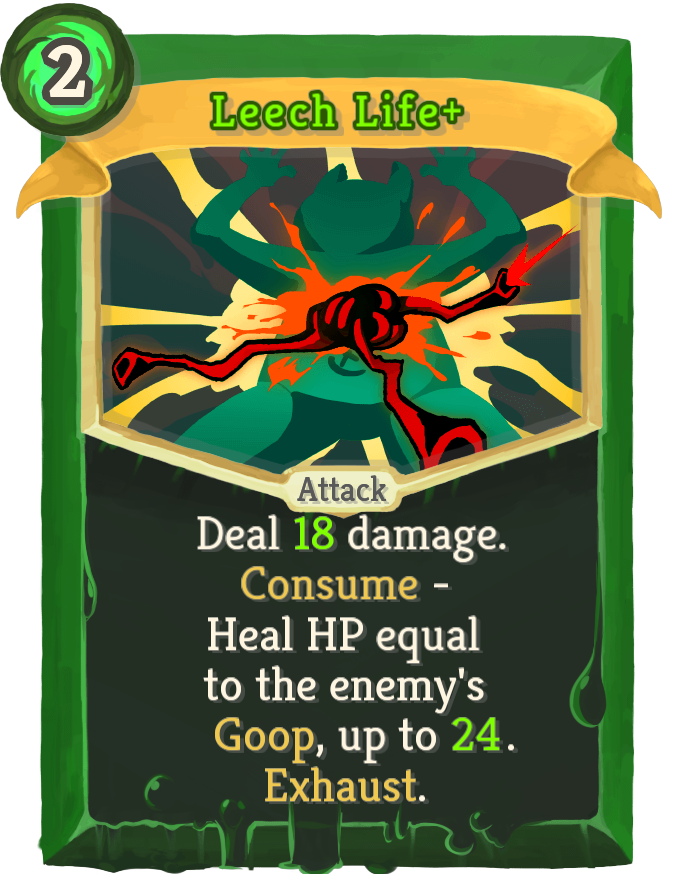 2
Leech Life+
Attack
Deal 18 damage.
Consume -
Heal HP equal
to the enemy's
Goop, up to 24.
Exhaust.